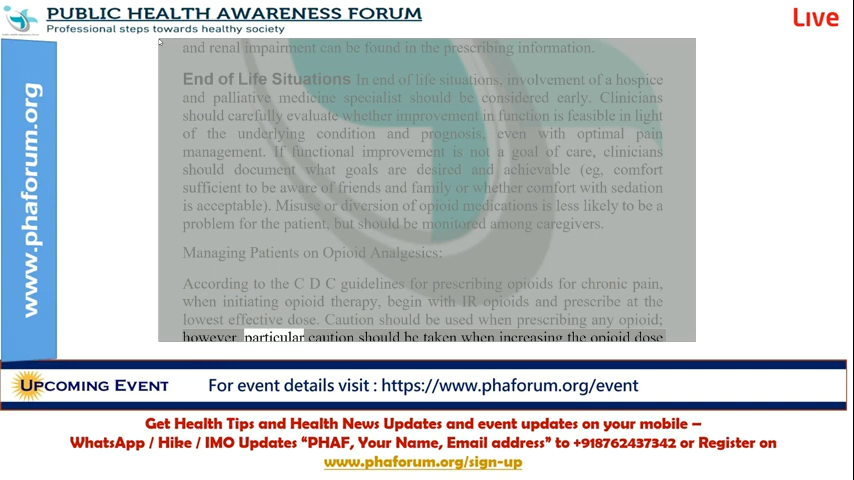 PUBLIC HEALTH AWARENESS FORUM
Professional steps towards healthy society
Live
www.phaforum.org
and renal impairment can be found in the prescribing information.
End of Life Situations In end of life situations, involvement of a hospice
and palliative medicine specialist should be considered early. Clinicians
should carefully evaluate whether improvement in function is feasible in light
of the underlying condition and prognosis, even with optimal pain
management. If functional improvement is not a goal of care, clinicians
should document what goals are desired and achievable (eg, comfort
sufficient to be aware of friends and family or whether comfort with sedation
is acceptable). Misuse or diversion of opioid medications is less likely to be a
problem for the patient, but should be monitored among caregivers.
Managing Patients on Opioid Analgesics:
According to the C D C guidelines for prescribing opioids for chronic pain,
when initiating opioid therapy, begin with IR opioids and prescribe at the
lowest effective dose. Caution should be used when prescribing any opioid;
however, particular caution should be taken when increasing the opioid dose
UPCOMING EVENT
For event details visit : https://www.phaforum.org/event
Get Health Tips and Health News Updates and event updates on your mobile –
WhatsApp / Hike / IMO Updates “PHAF, Your Name, Email address” to +918762437342 or Register on
www.phaforum.org/sign-up